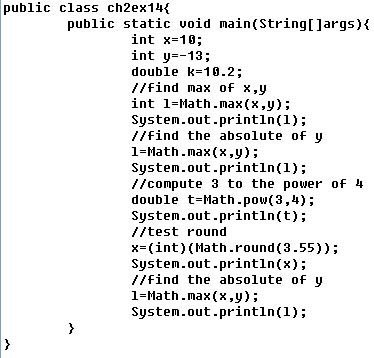 public class ch2ex14{
        public static void main(String[]args){
                int x=10;
                int y=-13;
                double k=10.2;
                //find max of x,y
                int l=Math.max(x,y);
                System.out.println(l);
                //find the absolute of y
                l=Math.max(x,y);
                System.out.println(l);
                //compute 3 to the power of 4
                double t=Math.pow(3,4);
                System.out.println(t);
                //test round
                x=(int)(Math.round(3.55));
                System.out.println(x);
                //find the absolute of y
                l=Math.max(x,y);
                System.out.println(l);
        }
}